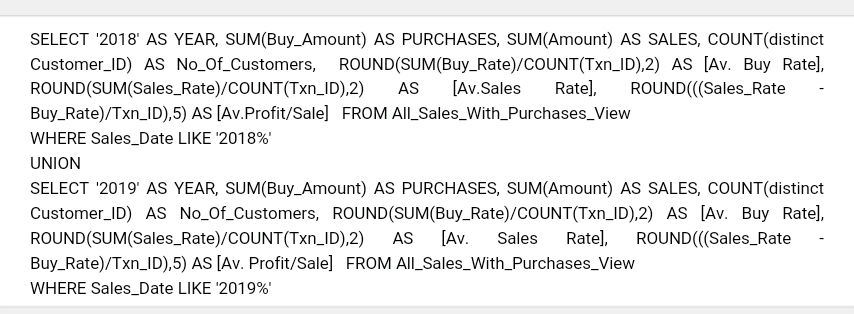 SELECT '2018' AS YEAR, SUM(Buy_Amount) AS PURCHASES, SUM(Amount) AS SALES, COUNT(distinct
Customer_ID) AS No_Of_Customers, ROUND(SUM(Buy_Rate)/COUNT(Txn_ID),2) AS [Av. Buy Rate],
ROUND(SUM(Sales_Rate)/COUNT(Txn_ID),2) AS [Av.Sales Rate], ROUND(((Sales_Rate -
Buy_Rate)/Txn_ID),5) AS [Av.Profit/Sale] FROM All_Sales_With_Purchases_View
WHERE Sales_Date LIKE '2018%'
UNION
SELECT '2019' AS YEAR, SUM(Buy_Amount) AS PURCHASES, SUM(Amount) AS SALES, COUNT(distinct
Customer_ID) AS No_Of_Customers, ROUND(SUM(Buy_Rate)/COUNT(Txn_ID),2) AS [Av. Buy Rate],
ROUND(SUM(Sales_Rate)/COUNT(Txn_ID),2) AS [Av. Sales Rate], ROUND(((Sales_Rate -
Buy_Rate)/Txn_ID),5) AS [Av. Profit/Sale] FROM All_Sales_With_Purchases_View
WHERE Sales_Date LIKE '2019%'